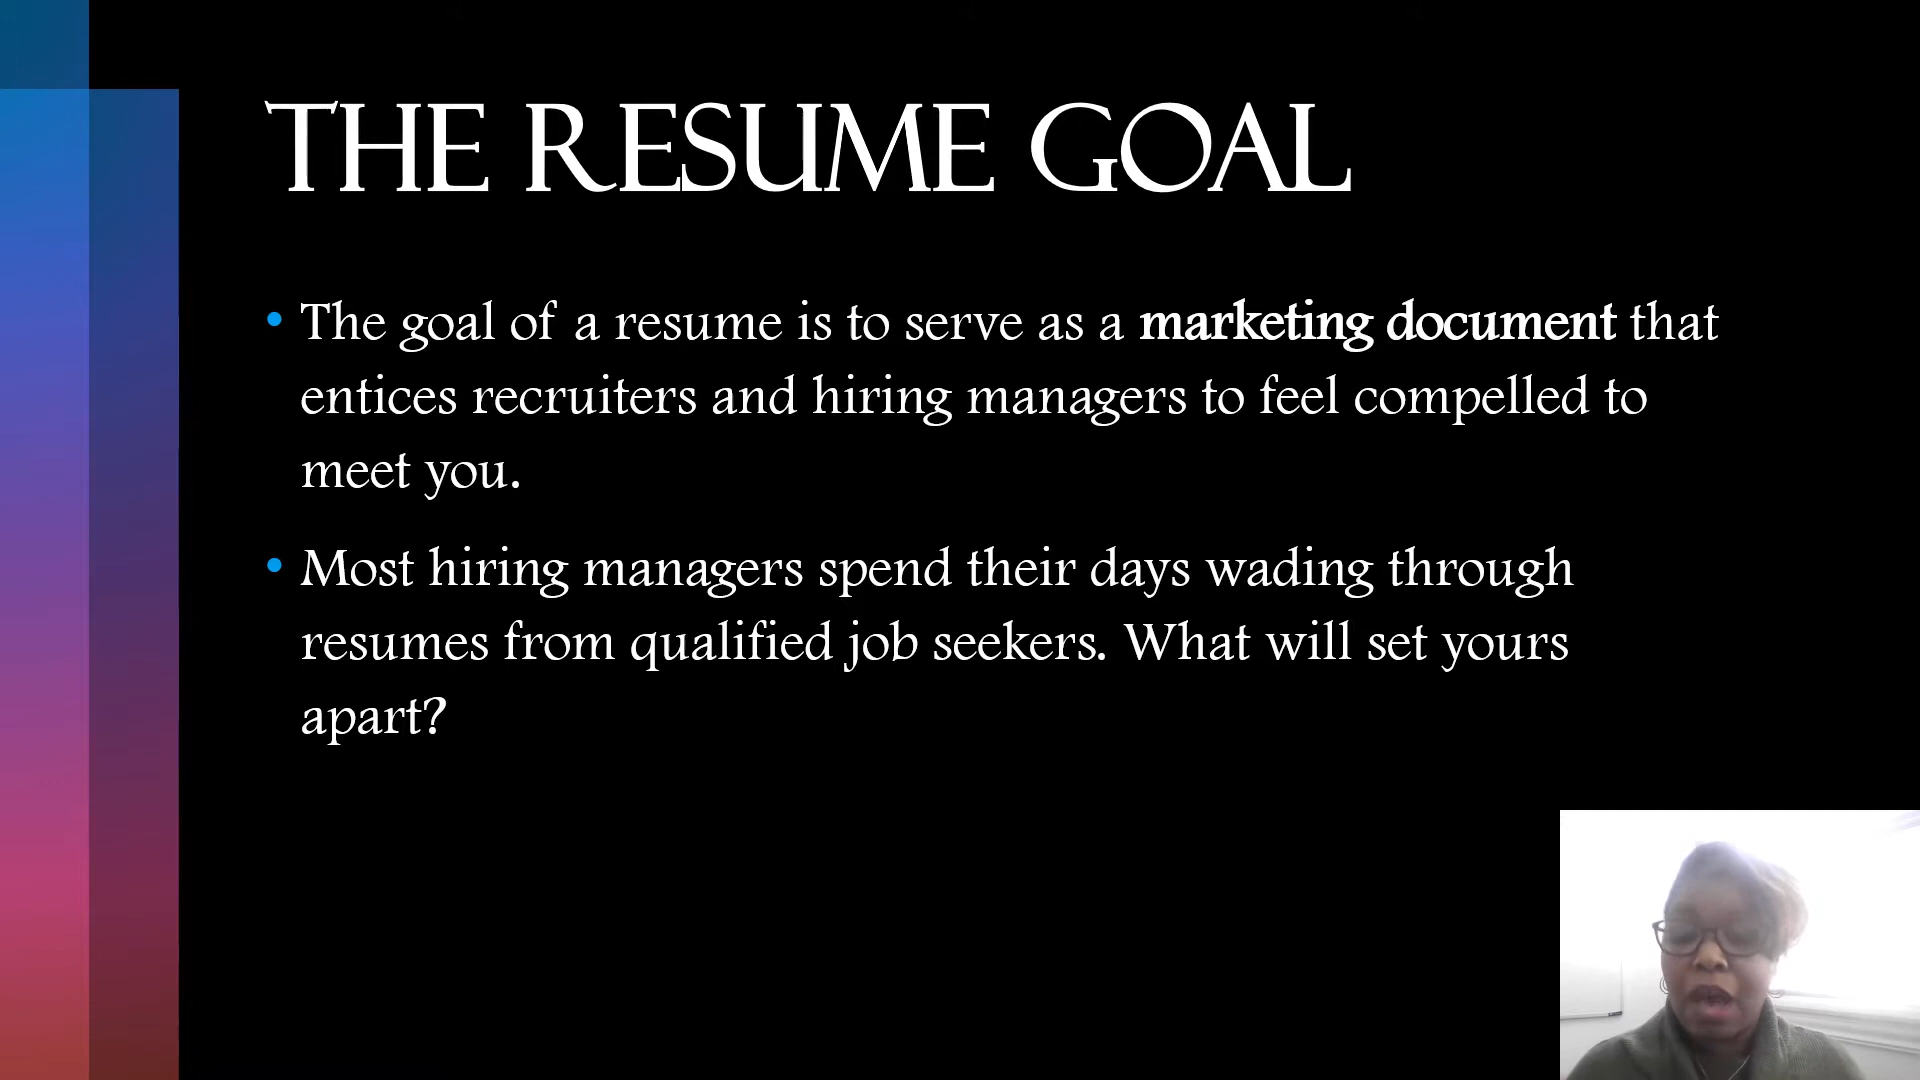 THE RESUME GOAL
• The goal of a resume is to serve as a marketing document that
entices recruiters and hiring managers to feel compelled to
meet you.
• Most hiring managers spend their days wading through
resumes from qualified job seekers. What will set yours
apart?